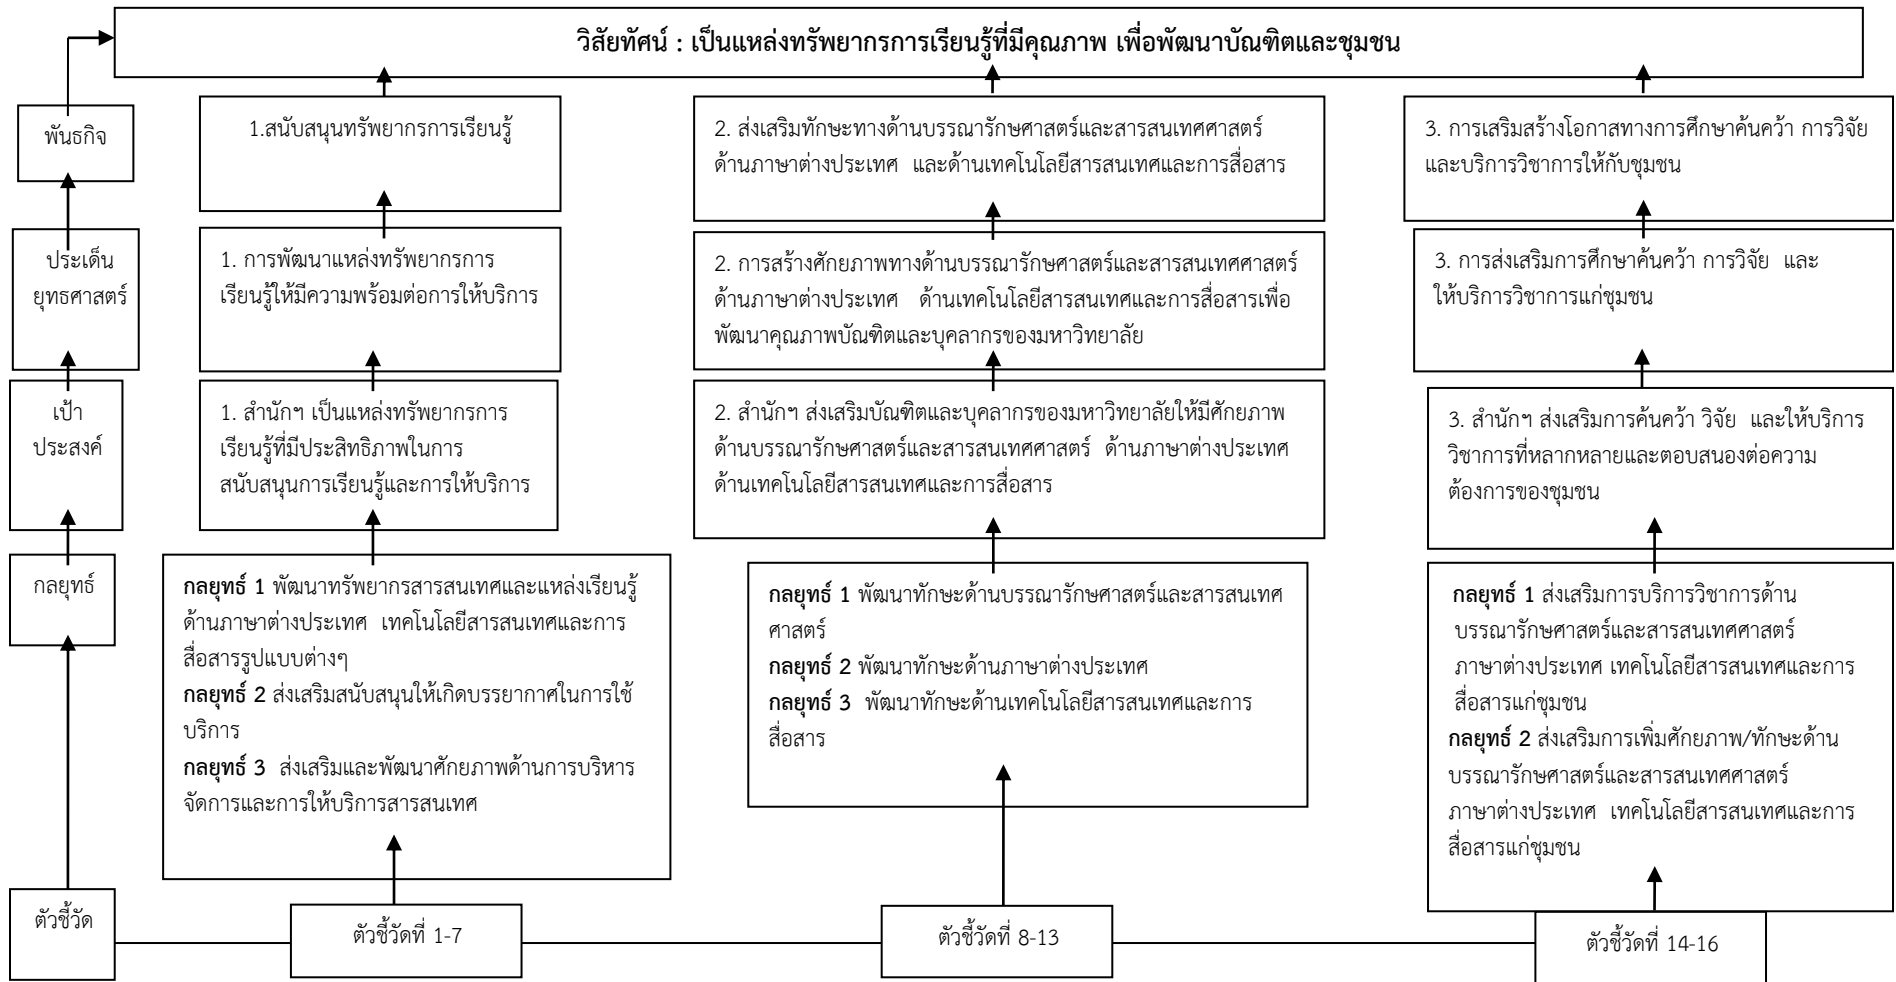 วิสัยทัศน์ : เป็นแหล่งทรัพยากรการเรียนรู้ที่มีคุณภาพ เพื่อพัฒนาบัณฑิตและชุมชน
พันธกิจ
1.สนับสนุนทรัพยากรการเรียนรู้
2. ส่งเสริมทักษะทางด้านบรรณารักษศาสตร์และสารสนเทศศาสตร์
ด้านภาษาต่างประเทศ และด้านเทคโนโลยีสารสนเทศและการสื่อสาร
3. การเสริมสร้างโอกาสทางการศึกษาค้นคว้า การวิจัย
และบริการวิชาการให้กับชุมชน
ประเด็น
ยุทธศาสตร์
1. การพัฒนาแหล่งทรัพยากรการ
เรียนรู้ให้มีความพร้อมต่อการให้บริการ
2. การสร้างศักยภาพทางด้านบรรณารักษศาสตร์และสารสนเทศศาสตร์
ด้านภาษาต่างประเทศ ด้านเทคโนโลยีสารสนเทศและการสื่อสารเพื่อ
พัฒนาคุณภาพบัณฑิตและบุคลากรของมหาวิทยาลัย
3. การส่งเสริมการศึกษาค้นคว้า การวิจัย และ
ให้บริการวิชาการแก่ชุมชน
เป้า
ประสงค์
1. สำนักฯ เป็นแหล่งทรัพยากรการ
เรียนรู้ที่มีประสิทธิภาพในการ
สนับสนุนการเรียนรู้และการให้บริการ
2. สำนักฯ ส่งเสริมบัณฑิตและบุคลากรของมหาวิทยาลัยให้มีศักยภาพ
ด้านบรรณารักษศาสตร์และสารสนเทศศาสตร์ ด้านภาษาต่างประเทศ
ด้านเทคโนโลยีสารสนเทศและการสื่อสาร
3. สำนักฯ ส่งเสริมการค้นคว้า วิจัย และให้บริการ
วิชาการที่หลากหลายและตอบสนองต่อความ
ต้องการของชุมชน
กลยุทธ์
กลยุทธ์ 1 พัฒนาทรัพยากรสารสนเทศและแหล่งเรียนรู้
ด้านภาษาต่างประเทศ เทคโนโลยีสารสนเทศและการ
สื่อสารรูปแบบต่างๆ
กลยุทธ์ 2 ส่งเสริมสนับสนุนให้เกิดบรรยากาศในการใช้
บริการ
กลยุทธ์ 3 ส่งเสริมและพัฒนาศักยภาพด้านการบริหาร
จัดการและการให้บริการสารสนเทศ
กลยุทธ์ 1 พัฒนาทักษะด้านบรรณารักษศาสตร์และสารสนเทศ
ศาสตร์
กลยุทธ์ 2 พัฒนาทักษะด้านภาษาต่างประเทศ
กลยุทธ์ 3 พัฒนาทักษะด้านเทคโนโลยีสารสนเทศและการ
สื่อสาร
กลยุทธ์ 1 ส่งเสริมการบริการวิชาการด้าน
บรรณารักษศาสตร์และสารสนเทศศาสตร์
ภาษาต่างประเทศ เทคโนโลยีสารสนเทศและการ
สื่อสารแก่ชุมชน
กลยุทธ์ 2 ส่งเสริมการเพิ่มศักยภาพ/ทักษะด้าน
บรรณารักษศาสตร์และสารสนเทศศาสตร์
ภาษาต่างประเทศ เทคโนโลยีสารสนเทศและการ
สื่อสารแก่ชุมชน
ตัวชี้วัด
ตัวชี้วัดที่ 1-7
ตัวชี้วัดที่ 8-13
ตัวชี้วัดที่ 14-16